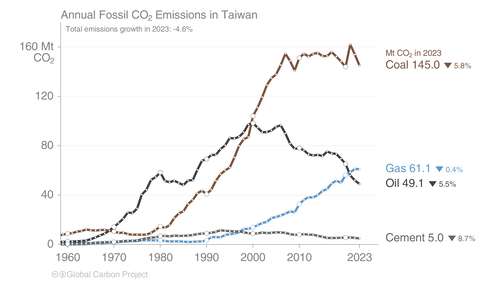 Annual Fossil CO₂ Emissions in Taiwan
Total emissions growth in 2023: -4.6%
160 Mt
CO₂
120
80
40
0
1960 1970 1980 1990 2000 2010 2023
Mt CO₂ in 2023
Coal 145.0 ▼ 5.8%
Gas 61.1 ▼ 0.4%
Oil 49.1 ▼ 5.5%
Cement 5.0 ▼ 8.7%
Global Carbon Project